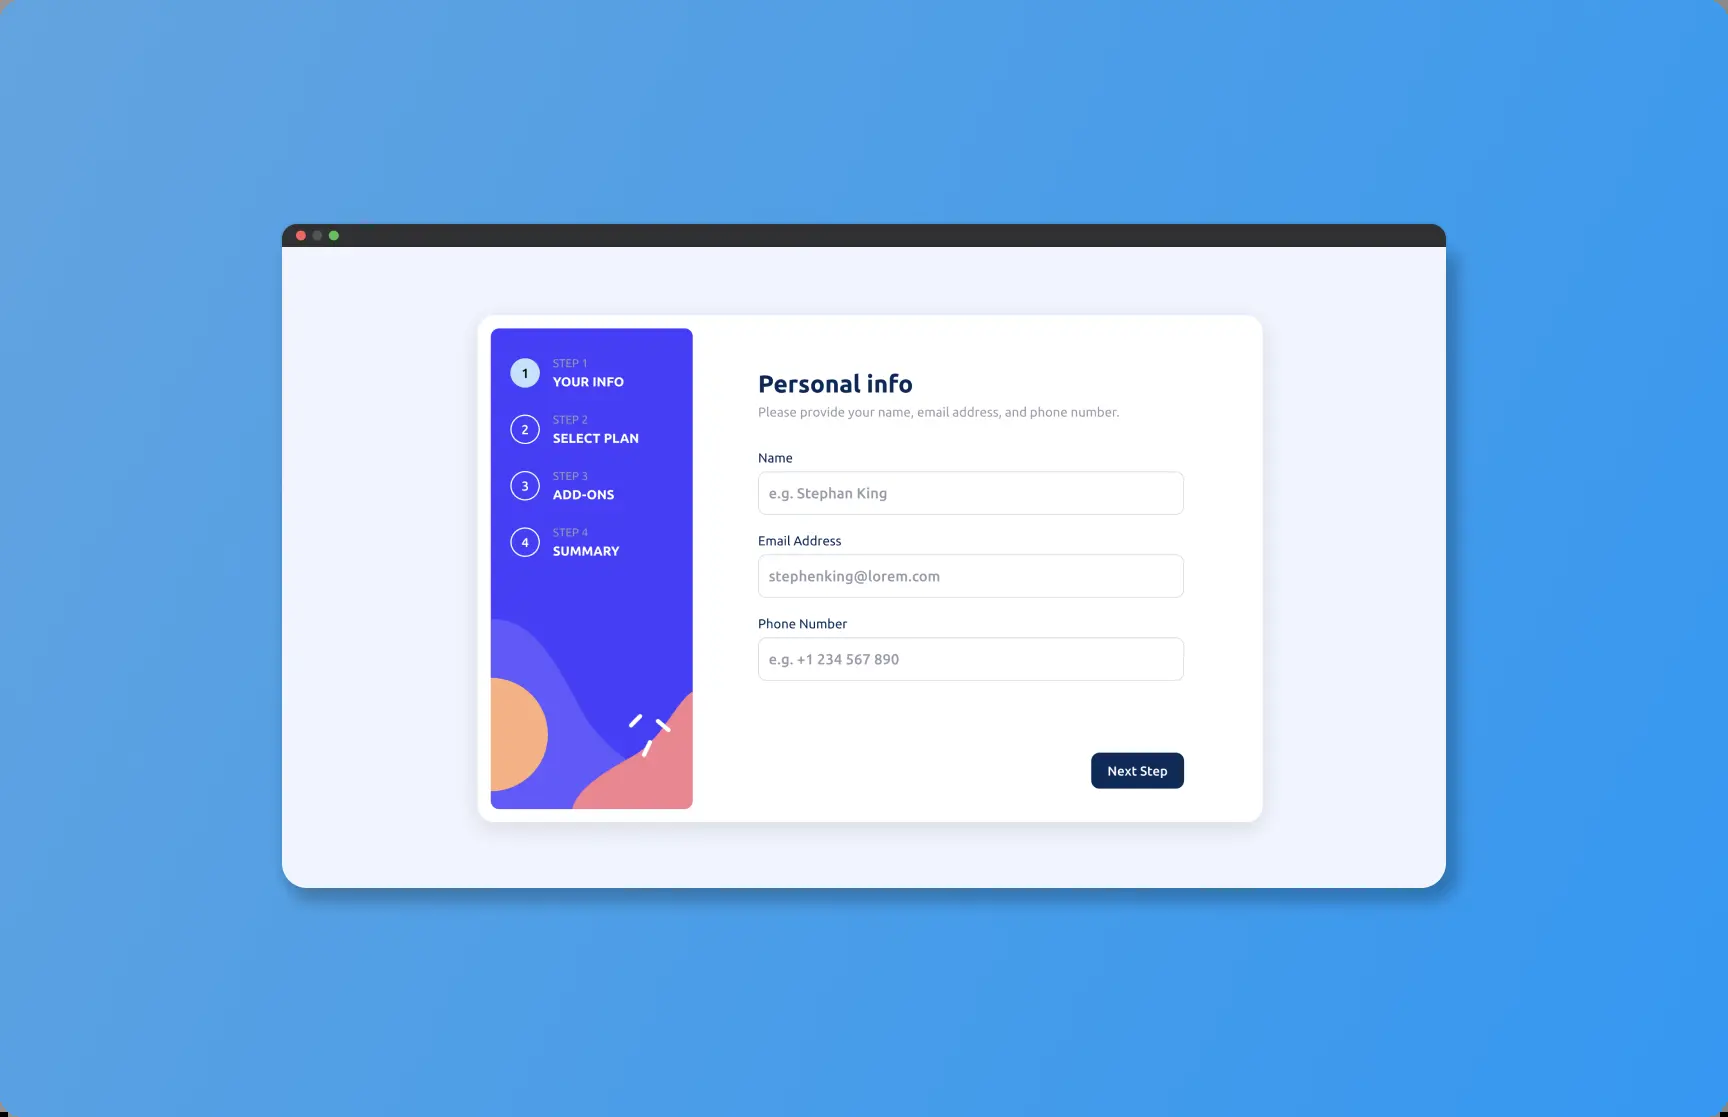 1
STEP 1
YOUR INFO
2
STEP 2
SELECT PLAN
3
STEP 3
ADD-ONS
4
STEP 4
SUMMARY
Personal info
Please provide your name, email address, and phone number.
Name
e.g. Stephan King
Email Address
stephenking@lorem.com
Phone Number
e.g. +1 234 567 890
Next Step